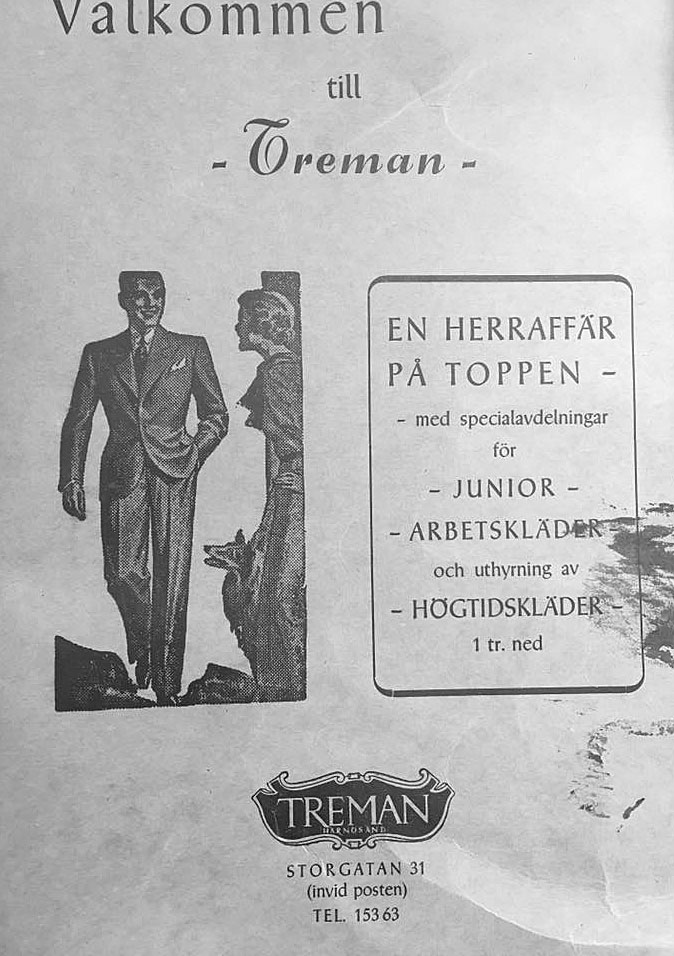 Välkommen
till
- Treman -
EN HERRAFFÄR
PÅ TOPPEN -
- med specialavdelningar
för
- JUNIOR -
- ARBETSKLÄDER -
och uthyrning av
- HÖGTIDSKLÄDER -
1 tr. ned
TREMAN
HÄRNÖSAND
STORGATAN 31
(invid posten)
TEL. 153 63